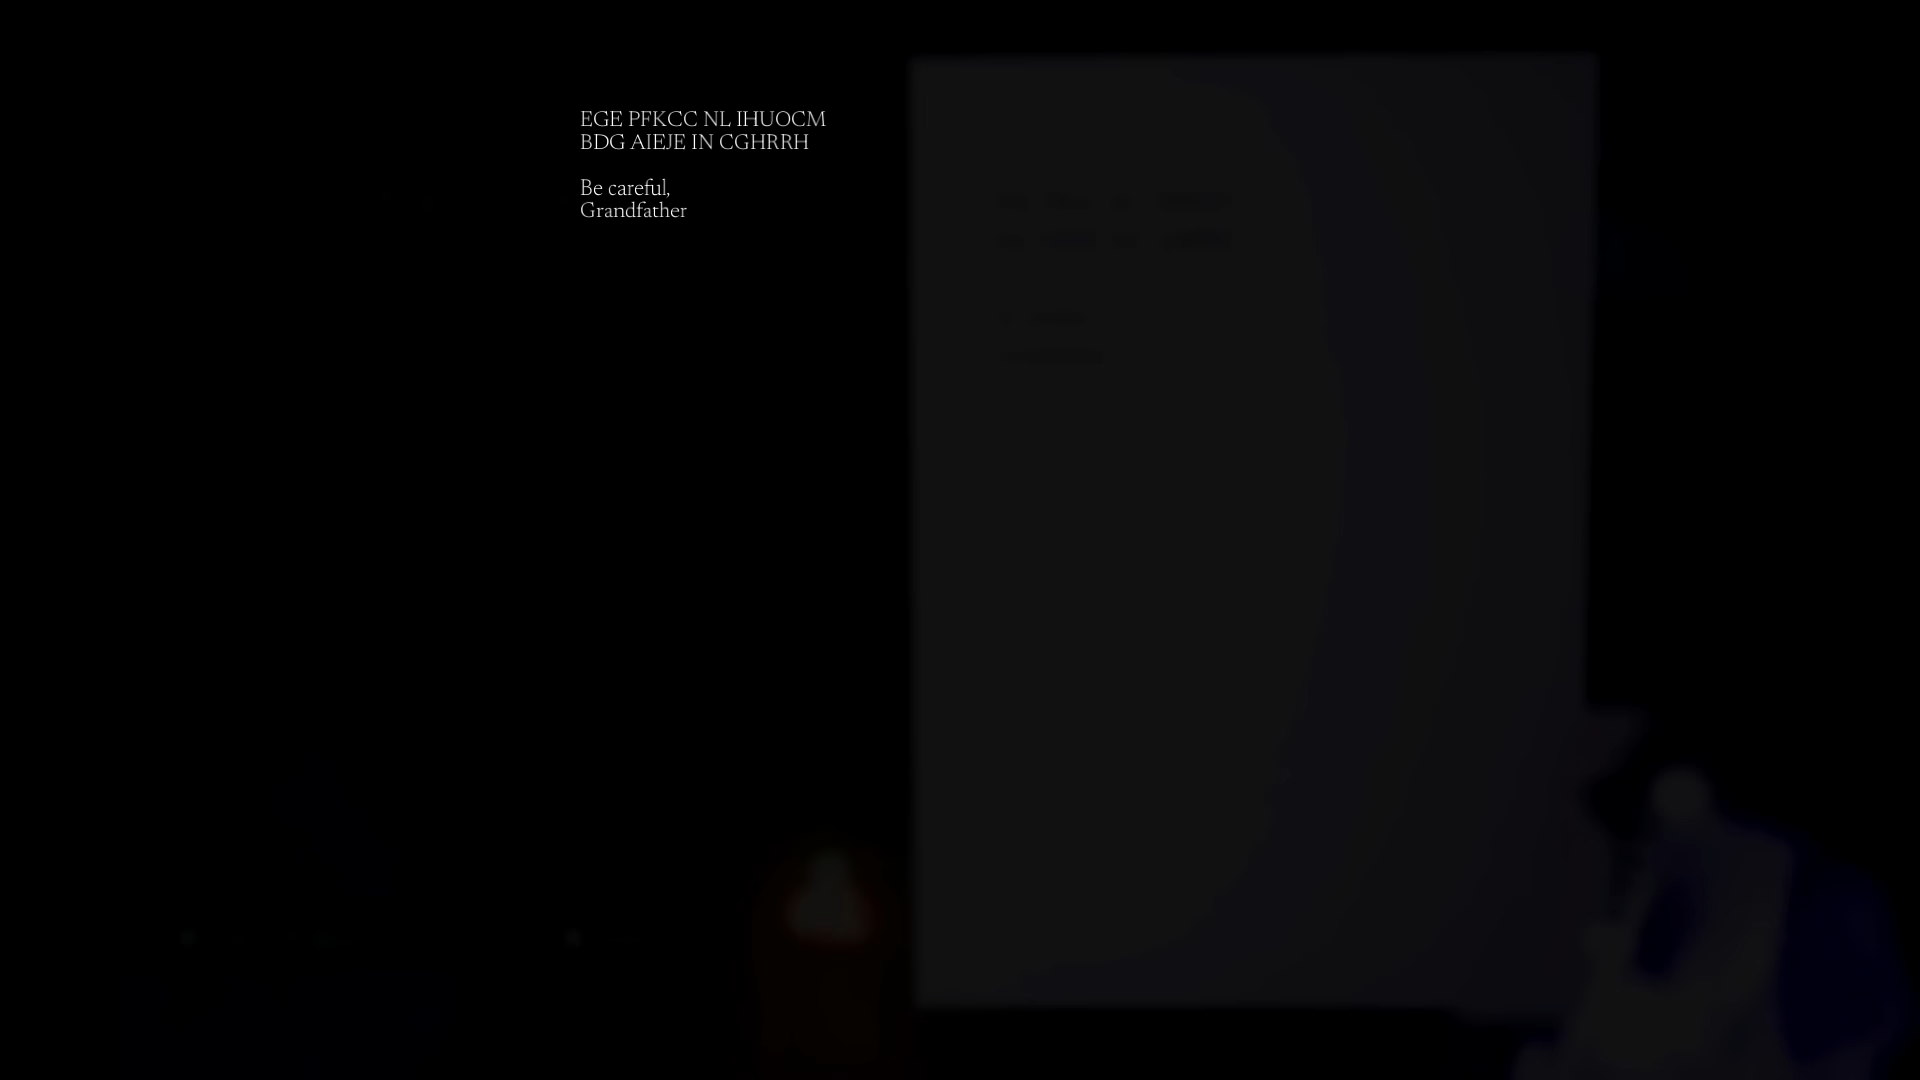 EGE PFKCC NL IHUOCM
BDG AIEJE IN CGHRRH
Be careful,
Grandfather